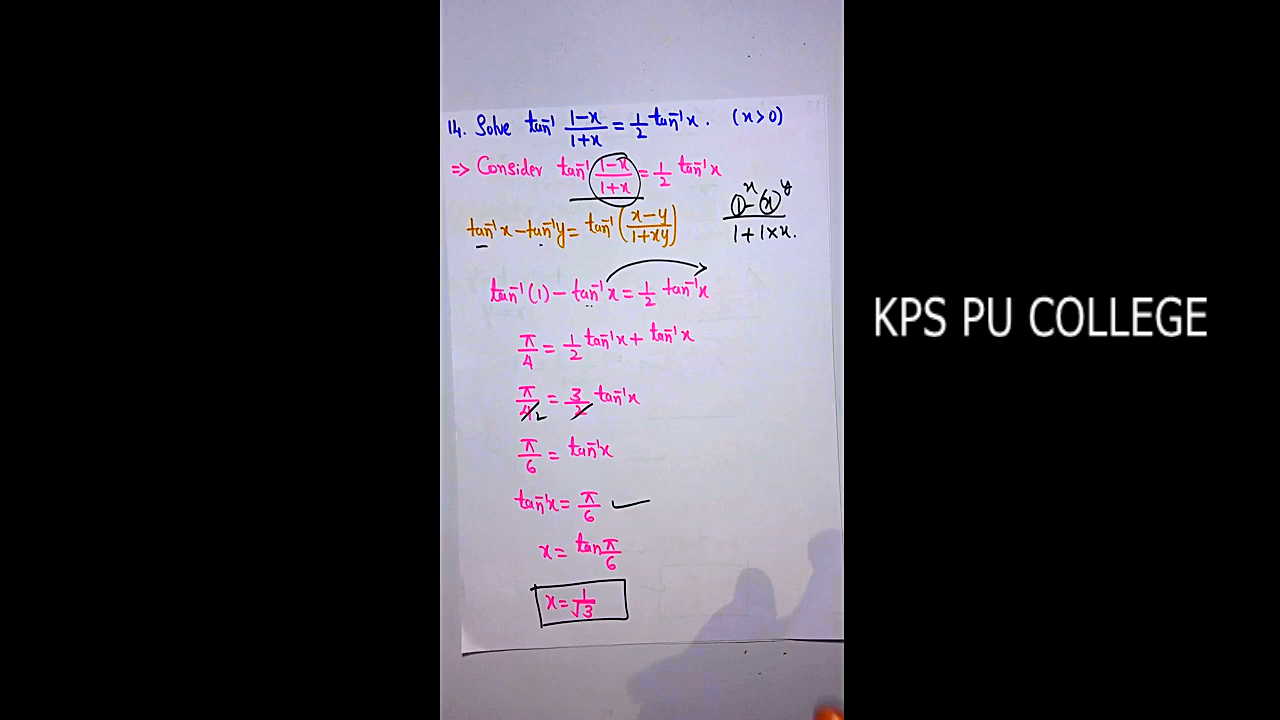 14. Solve tan⁻¹ (1-x)/(1+x) = 1/2 tan⁻¹x. (x>0)
=> Consider tan⁻¹ (1-x)/(1+x) = 1/2 tan⁻¹x
tan⁻¹x - tan⁻¹y = tan⁻¹ ((x-y)/(1+xy))
x y
1-(x)
1+1×x.
tan⁻¹(1) - tan⁻¹x = 1/2 tan⁻¹x
π/4 = 1/2 tan⁻¹x + tan⁻¹x
π/4 2 = 3/2 tan⁻¹x
π/6 = tan⁻¹x
tan⁻¹x = π/6
x = tan π/6
x = 1/√3
KPS PU COLLEGE